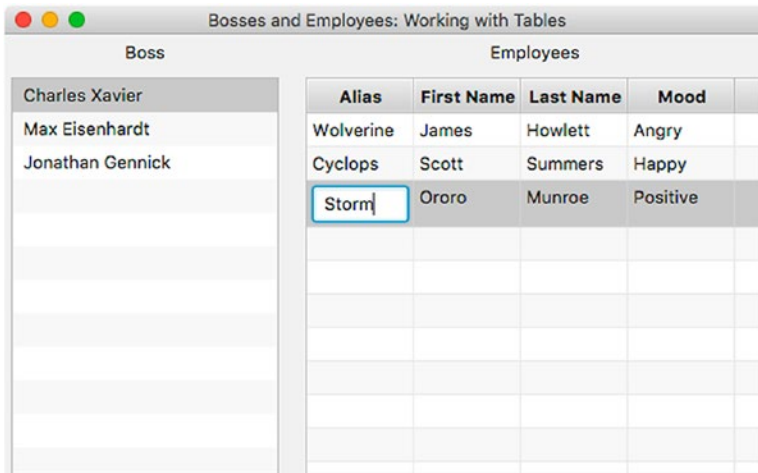 Bosses and Employees: Working with Tables
Boss
Employees
Charles Xavier
Max Eisenhardt
Jonathan Gennick
Alias First Name Last Name Mood
Wolverine James Howlett Angry
Cyclops Scott Summers Happy
Storm Ororo Munroe Positive